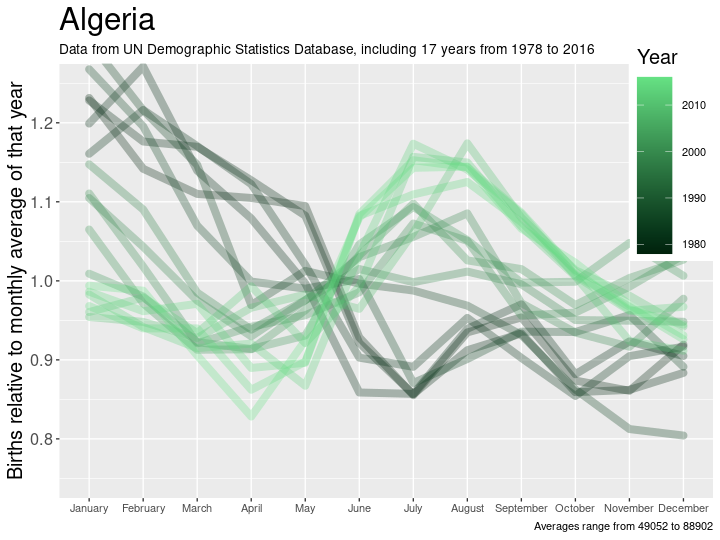 Algeria
Data from UN Demographic Statistics Database, including 17 years from 1978 to 2016
Year
2010
2000
1990
1980
Births relative to monthly average of that year
1.2
1.1
1.0
0.9
0.8
January February March April May June July August September October November December
Averages range from 49052 to 88902